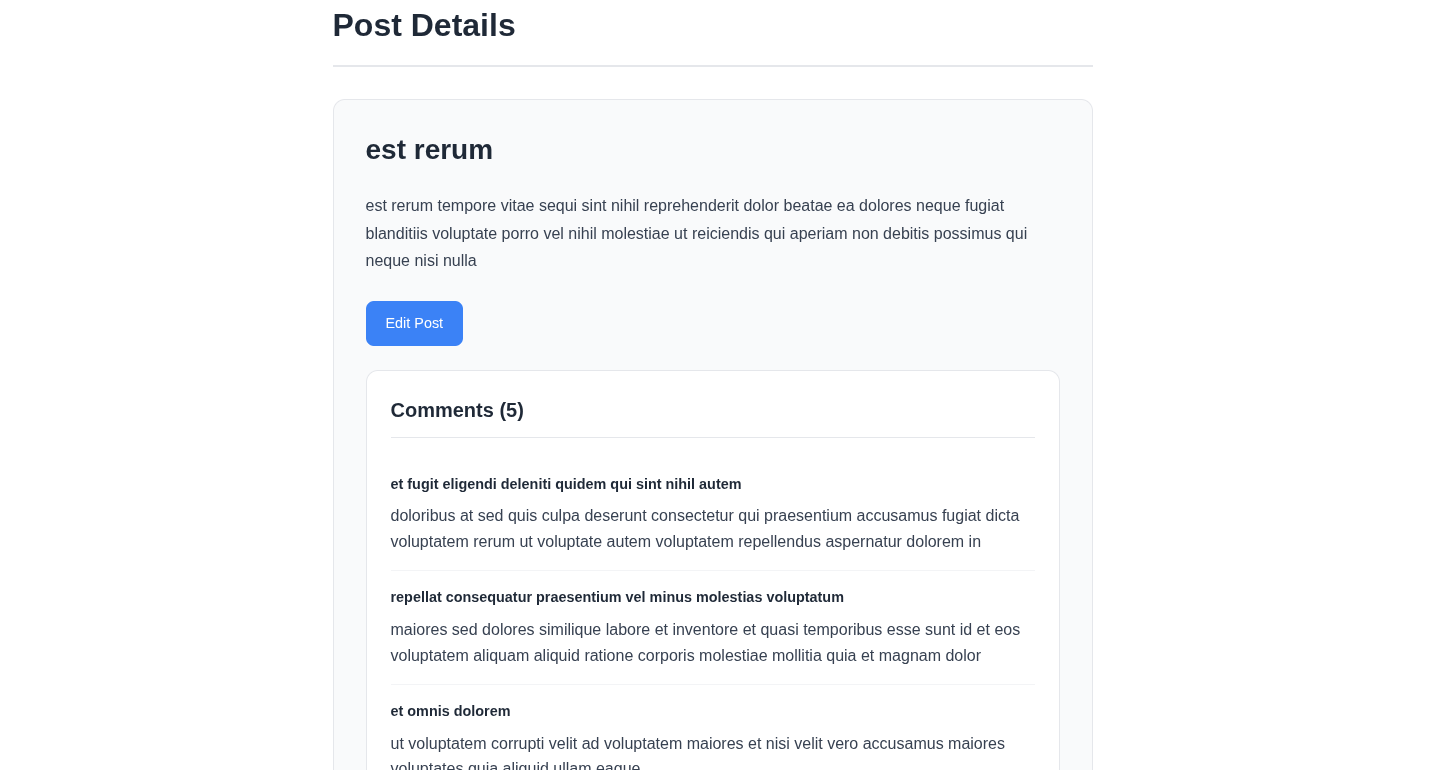 Post Details
est rerum
est rerum tempore vitae sequi sint nihil reprehenderit dolor beatae ea dolores neque fugiat
blanditiis voluptate porro vel nihil molestiae ut reiciendis qui aperiam non debitis possimus qui
neque nisi nulla
Edit Post
Comments (5)
et fugit eligendi deleniti quidem qui sint nihil autem
doloribus at sed quis culpa deserunt consectetur qui praesentium accusamus fugiat dicta
voluptatem rerum ut voluptate autem voluptatem repellendus aspernatur dolorem in
repellat consequatur praesentium vel minus molestias voluptatum
maiores sed dolores similique labore et inventore et quasi temporibus esse sunt id et eos
voluptatem aliquam aliquid ratione corporis molestiae mollitia quia et magnam dolor
et omnis dolorem
ut voluptatem corrupti velit ad voluptatem maiores et nisi velit vero accusamus maiores
voluptates quia aliquid ullam eaque